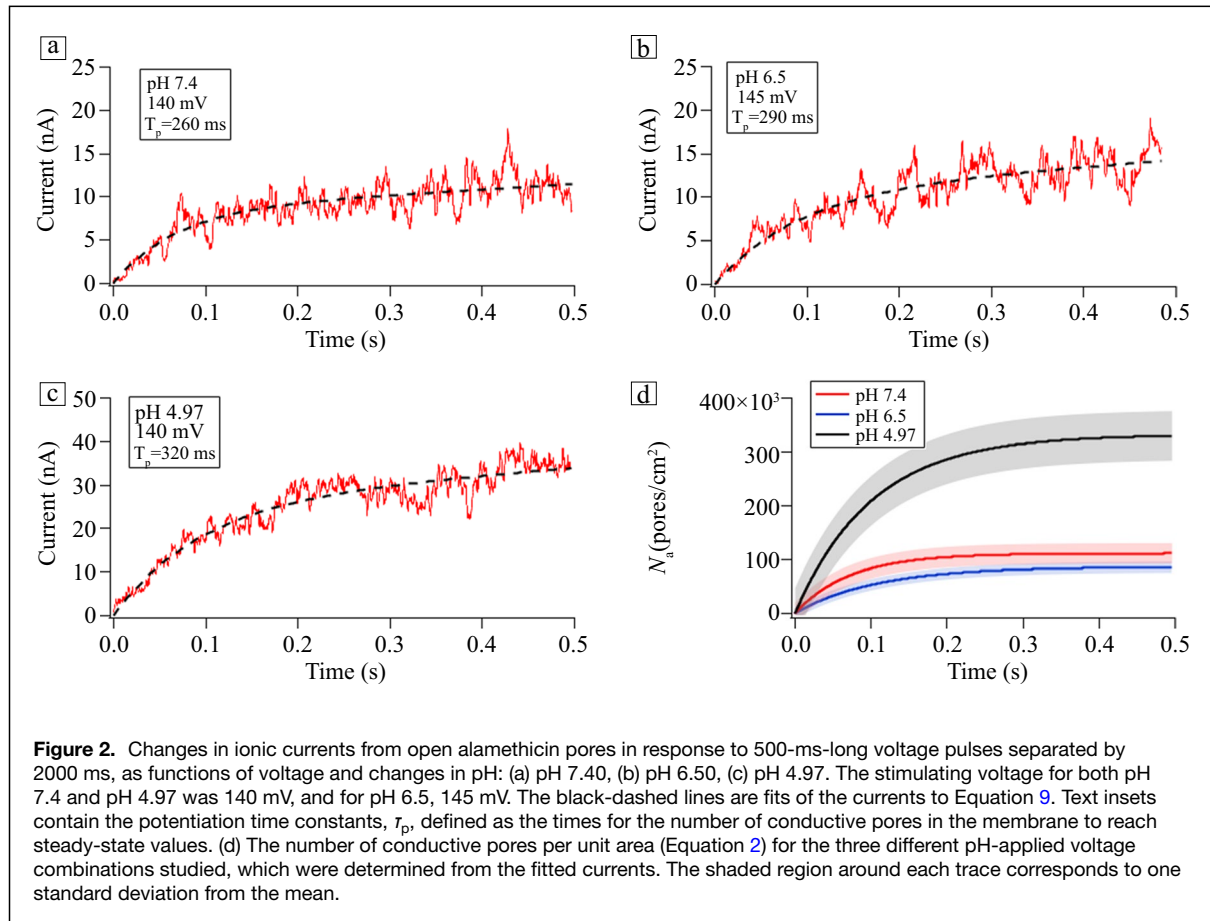 a
25
20
15
10
5
0
Current (nA)
pH 7.4
140 mV
Tp=260 ms
0.0 0.1 0.2 0.3 0.4 0.5
Time (s)
b
25
20
15
10
5
0
Current (nA)
pH 6.5
145 mV
Tp=290 ms
0.0 0.1 0.2 0.3 0.4 0.5
Time (s)
c
50
40
30
20
10
0
Current (nA)
pH 4.97
140 mV
Tp=320 ms
0.0 0.1 0.2 0.3 0.4 0.5
Time (s)
d
400×10³
300
200
100
0
Na(pores/cm²)
pH 7.4
pH 6.5
pH 4.97
0.0 0.1 0.2 0.3 0.4 0.5
Time (s)
Figure 2. Changes in ionic currents from open alamethicin pores in response to 500-ms-long voltage pulses separated by
2000 ms, as functions of voltage and changes in pH: (a) pH 7.40, (b) pH 6.50, (c) pH 4.97. The stimulating voltage for both pH
7.4 and pH 4.97 was 140 mV, and for pH 6.5, 145 mV. The black-dashed lines are fits of the currents to Equation 9. Text insets
contain the potentiation time constants, τp, defined as the times for the number of conductive pores in the membrane to reach
steady-state values. (d) The number of conductive pores per unit area (Equation 2) for the three different pH-applied voltage
combinations studied, which were determined from the fitted currents. The shaded region around each trace corresponds to one
standard deviation from the mean.